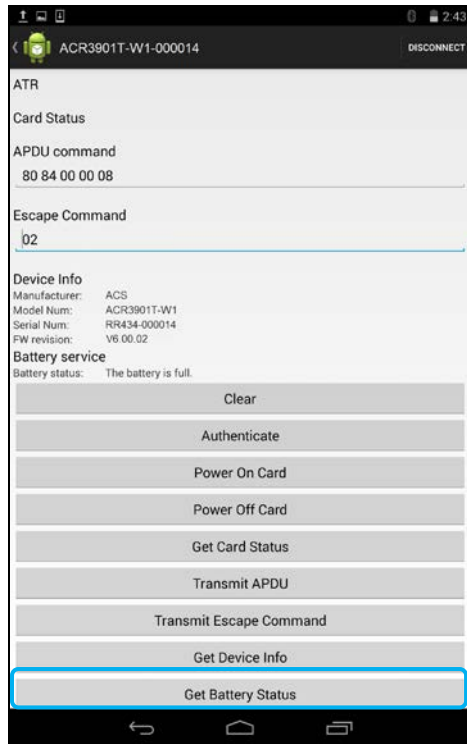 2:43
ACR3901T-W1-000014 DISCONNECT
ATR
Card Status
APDU command
80 84 00 00 08
Escape Command
02
Device Info
Manufacturer: ACS
Model Num: ACR3901T-W1
Serial Num: RR434-000014
FW revision: V6.00.02
Battery service
Battery status: The battery is full.
Clear
Authenticate
Power On Card
Power Off Card
Get Card Status
Transmit APDU
Transmit Escape Command
Get Device Info
Get Battery Status